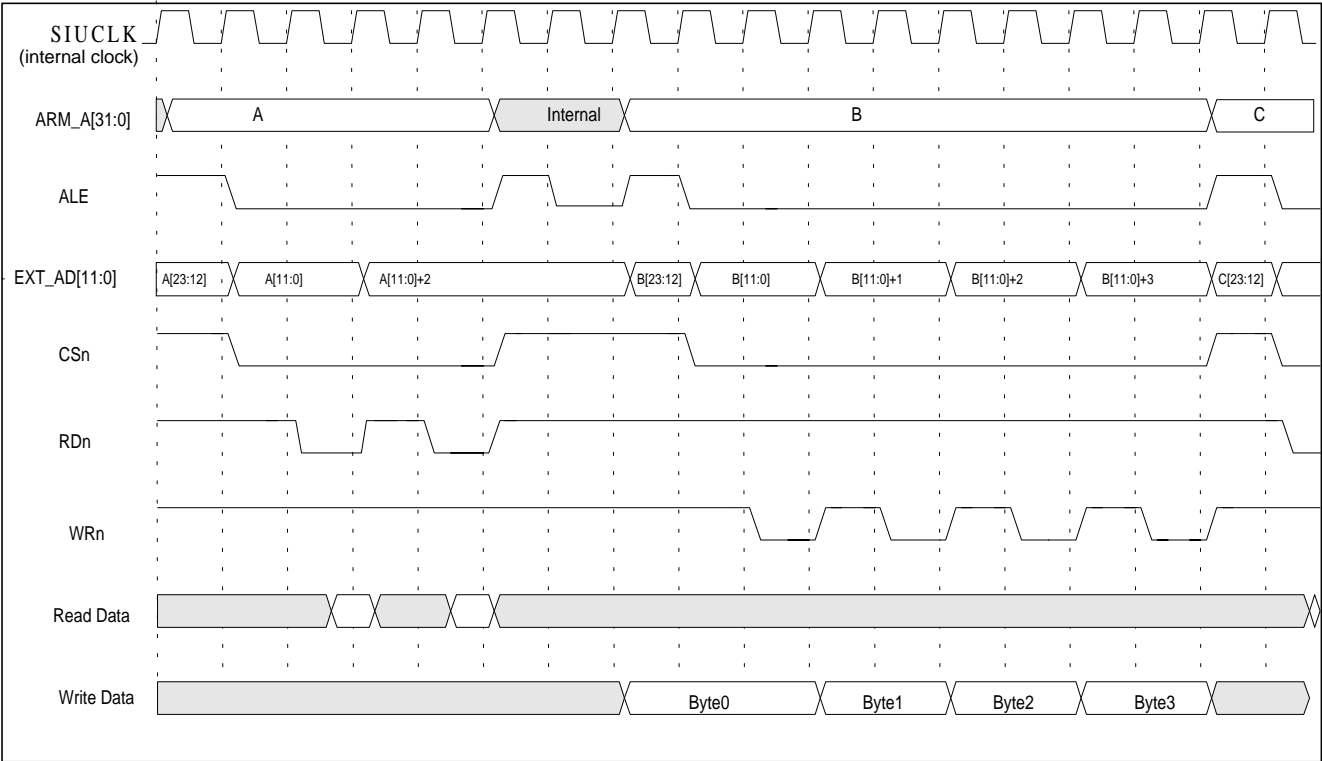 SIUCLK
(internal clock)
ARM_A[31:0]
A
Internal
B
C
ALE
EXT_AD[11:0]
A[23:12]
A[11:0]
A[11:0]+2
B[23:12]
B[11:0]
B[11:0]+1
B[11:0]+2
B[11:0]+3
C[23:12]
CSn
RDn
WRn
Read Data
Write Data
Byte0
Byte1
Byte2
Byte3